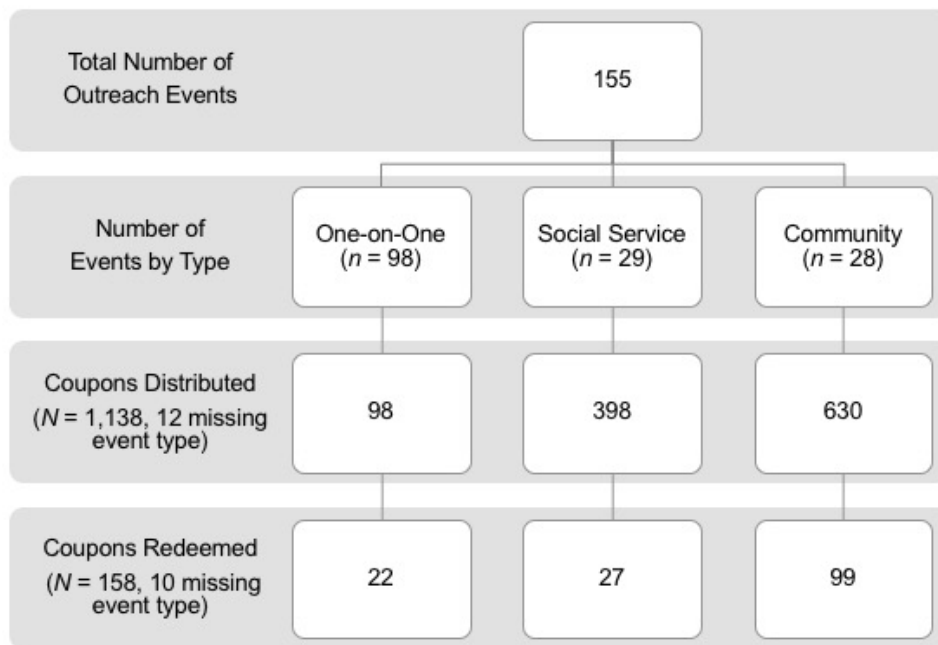 Total Number of
Outreach Events
155
Number of
Events by Type
One-on-One
(n = 98)
Social Service
(n = 29)
Community
(n = 28)
Coupons Distributed
(N = 1,138, 12 missing
event type)
98
398
630
Coupons Redeemed
(N = 158, 10 missing
event type)
22
27
99